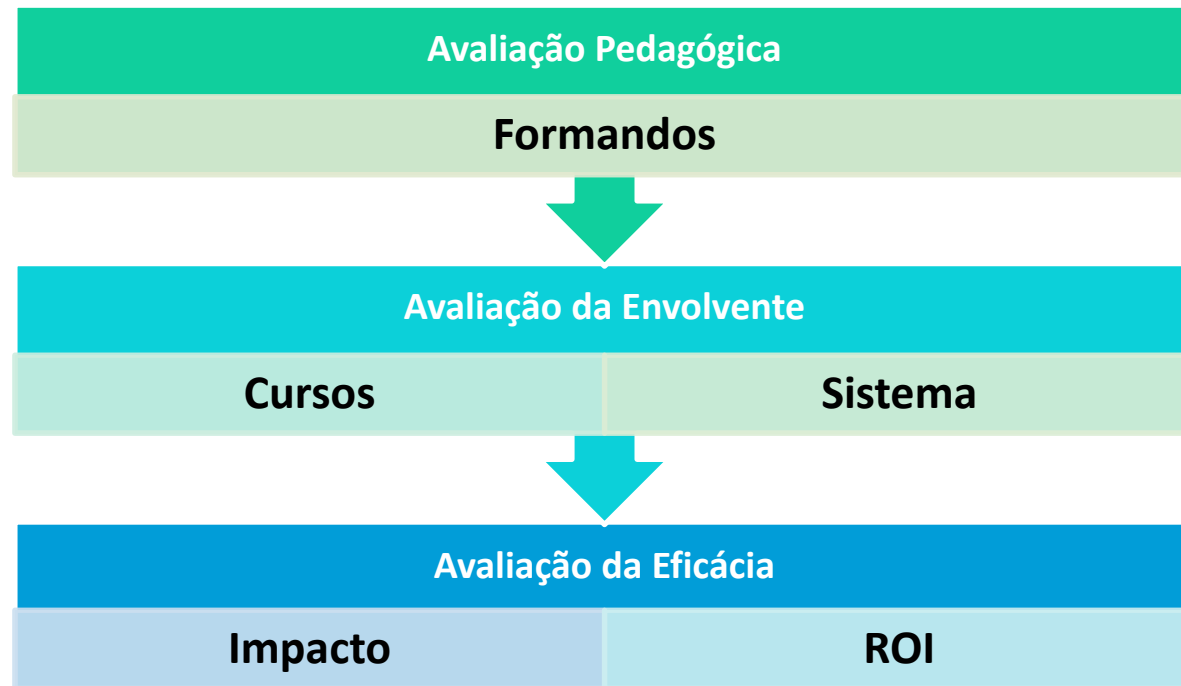 Avaliação Pedagógica
Formandos
Avaliação da Envolvente
Cursos
Sistema
Avaliação da Eficácia
Impacto
ROI